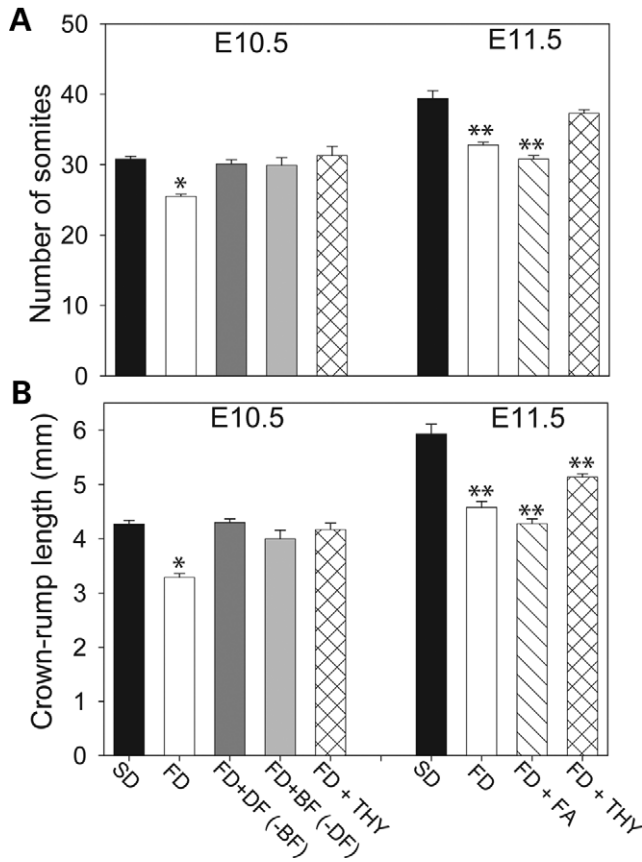 A
E10.5
E11.5
Number of somites
50
40
30
20
10
0
*
**
**
B
E10.5
E11.5
Crown-rump length (mm)
6
5
4
3
2
1
0
*
**
**
**
SD
FD
FD+DF (-BF)
FD+BF (-DF)
FD + THY
SD
FD
FD + FA
FD + THY